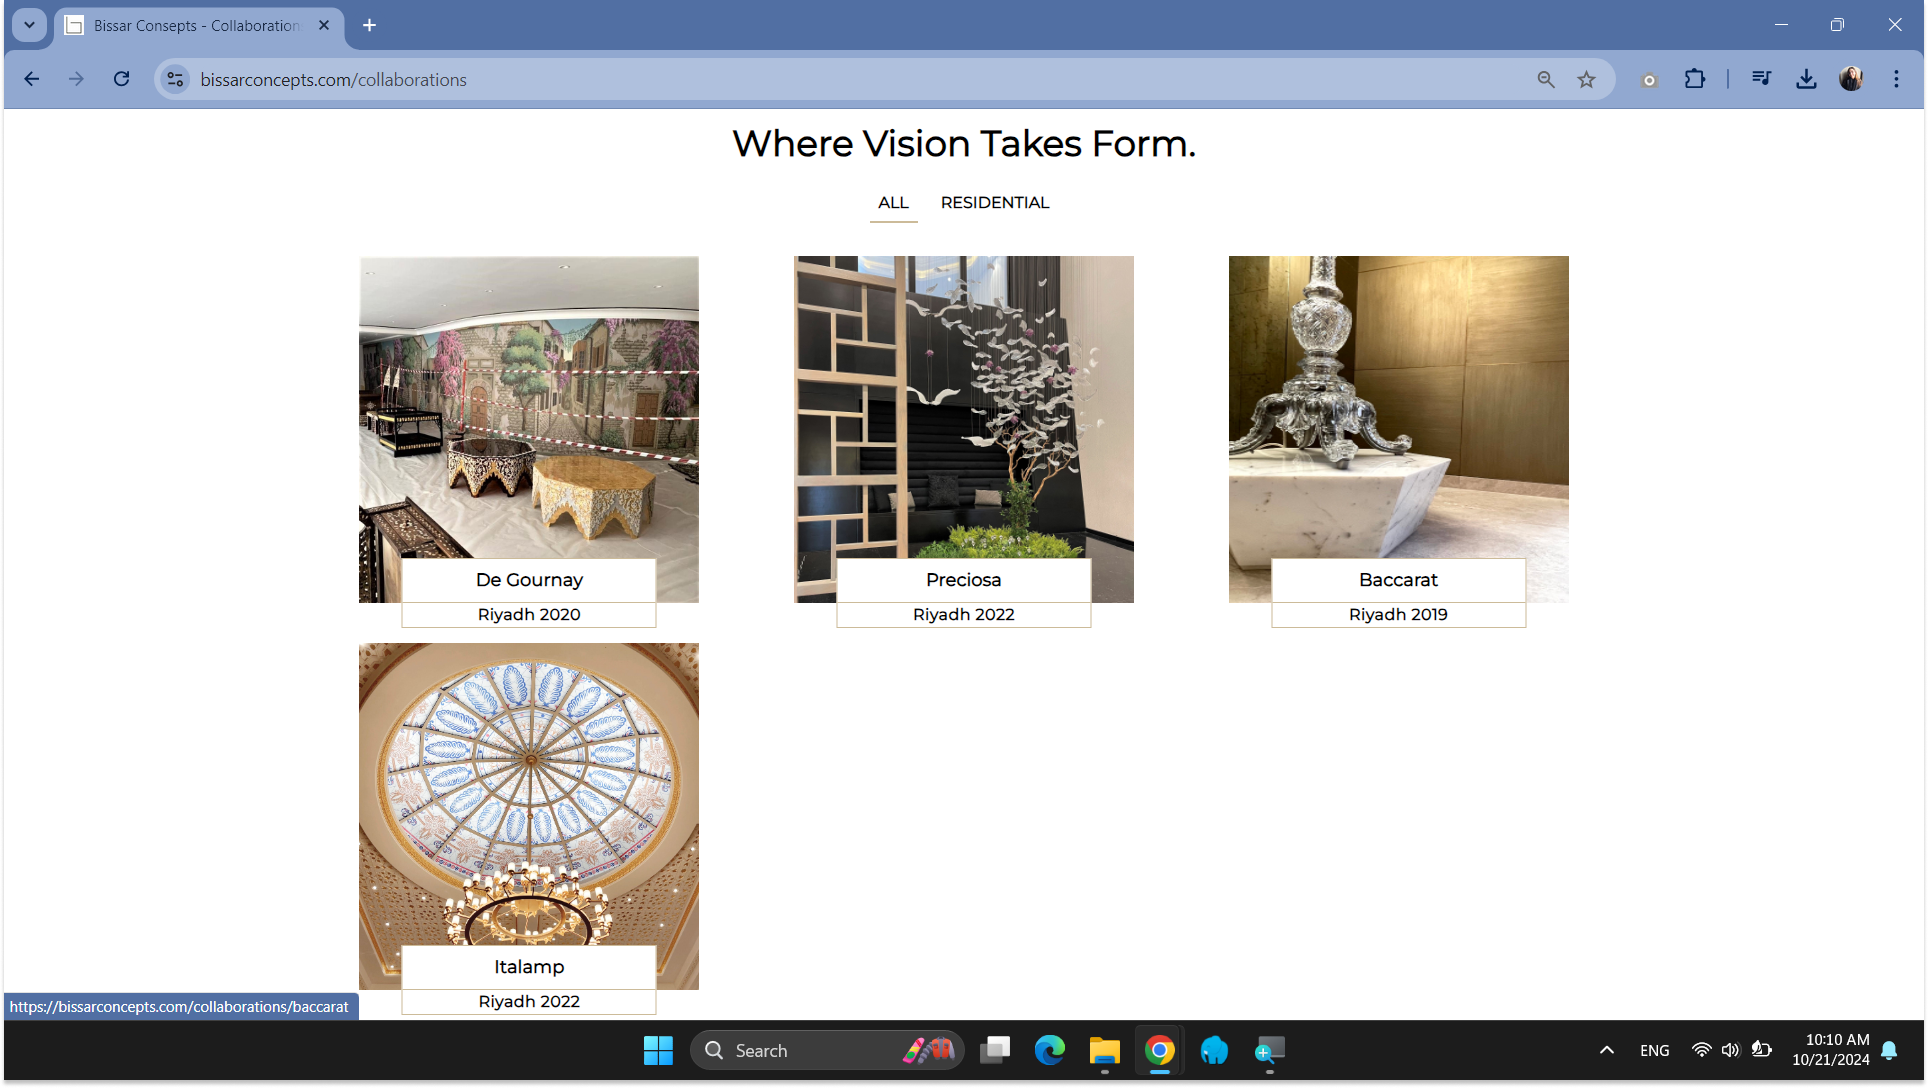 Bissar Consepts - Collaboration
bissarconcepts.com/collaborations
Where Vision Takes Form.
ALL RESIDENTIAL
De Gournay
Riyadh 2020
Preciosa
Riyadh 2022
Baccarat
Riyadh 2019
Italamp
Riyadh 2022
https://bissarconcepts.com/collaborations/baccarat
Search
ENG
10:10 AM
10/21/2024